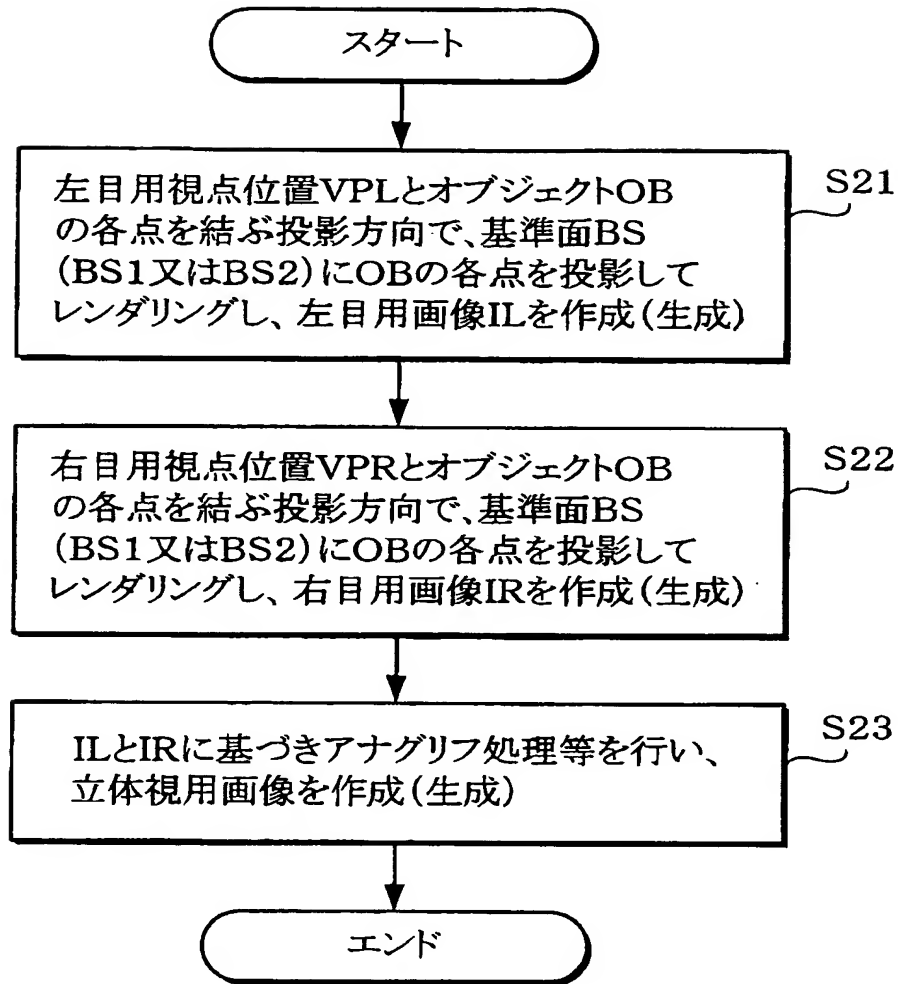 スタート
左目用視点位置VPLとオブジェクトOB
の各点を結ぶ投影方向で、基準面BS
(BS1又はBS2)にOBの各点を投影して
レンダリングし、左目用画像ILを作成(生成)
S21
右目用視点位置VPRとオブジェクトOB
の各点を結ぶ投影方向で、基準面BS
(BS1又はBS2)にOBの各点を投影して
レンダリングし、右目用画像IRを作成(生成)
S22
ILとIRに基づきアナグリフ処理等を行い、
立体視用画像を作成(生成)
S23
エンド